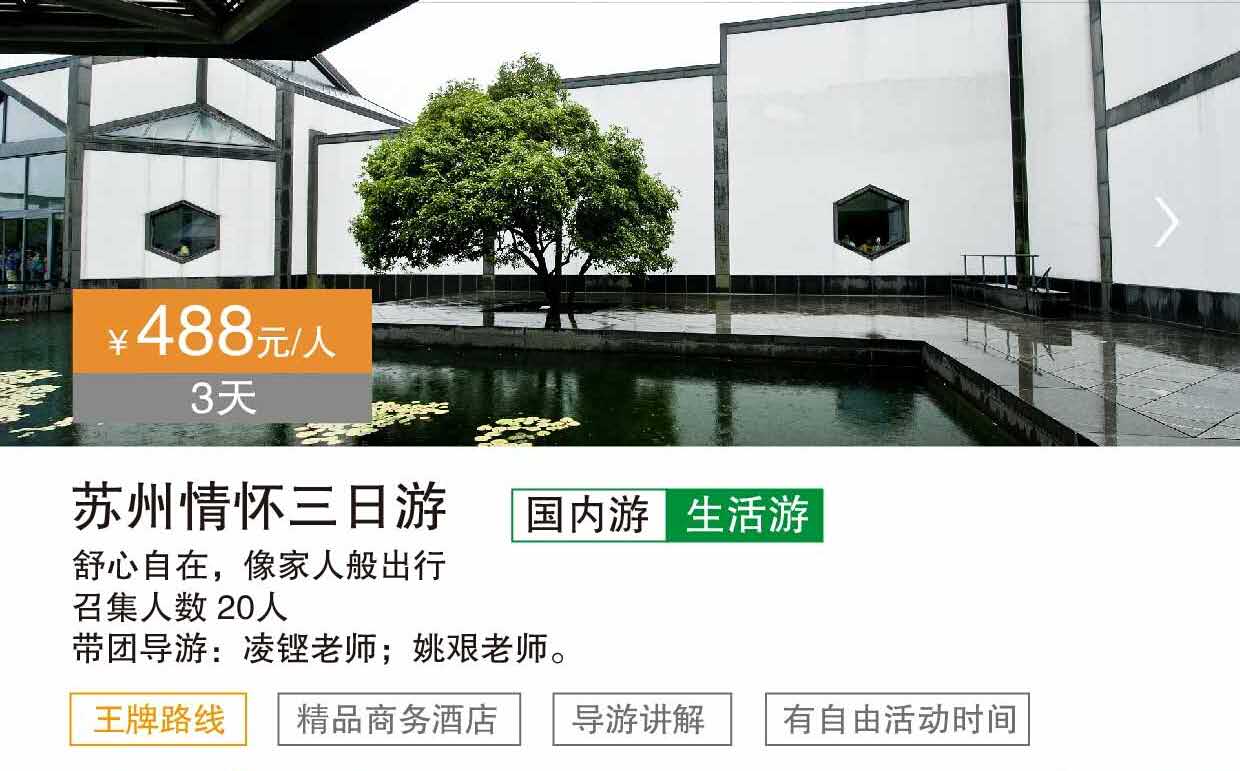 ￥488元/人
3天
苏州情怀三日游
国内游 生活游
舒心自在，像家人般出行
召集人数 20人
带团导游：凌铿老师；姚艰老师。
王牌路线 精品商务酒店 导游讲解 有自由活动时间